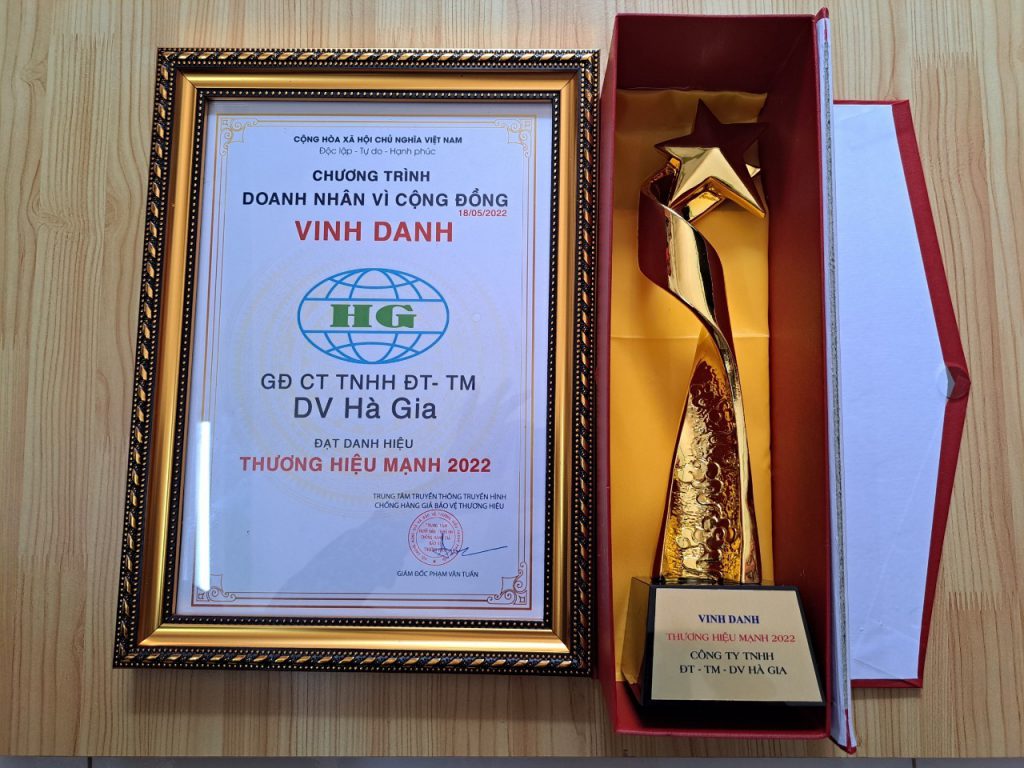 CỘNG HÒA XÃ HỘI CHỦ NGHĨA VIỆT NAM
Độc lập - Tự do - Hạnh phúc
CHƯƠNG TRÌNH
DOANH NHÂN VÌ CỘNG ĐỒNG
18/05/2022
VINH DANH
HG
GĐ CT TNHH ĐT- TM
DV Hà Gia
ĐẠT DANH HIỆU
THƯƠNG HIỆU MẠNH 2022
TRUNG TÂM TRUYỀN THÔNG TRUYỀN HÌNH
CHỐNG HÀNG GIẢ BẢO VỆ THƯƠNG HIỆU
GIÁM ĐỐC PHẠM VĂN TUẤN
VINH DANH
THƯƠNG HIỆU MẠNH 2022
CÔNG TY TNHH
ĐT - TM - DV HÀ GIA